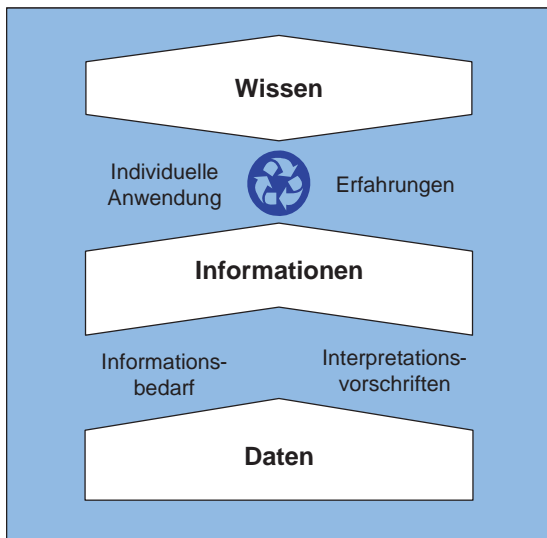 Wissen
Individuelle
Anwendung
Erfahrungen
Informationen
Informations-
bedarf
Interpretations-
vorschriften
Daten